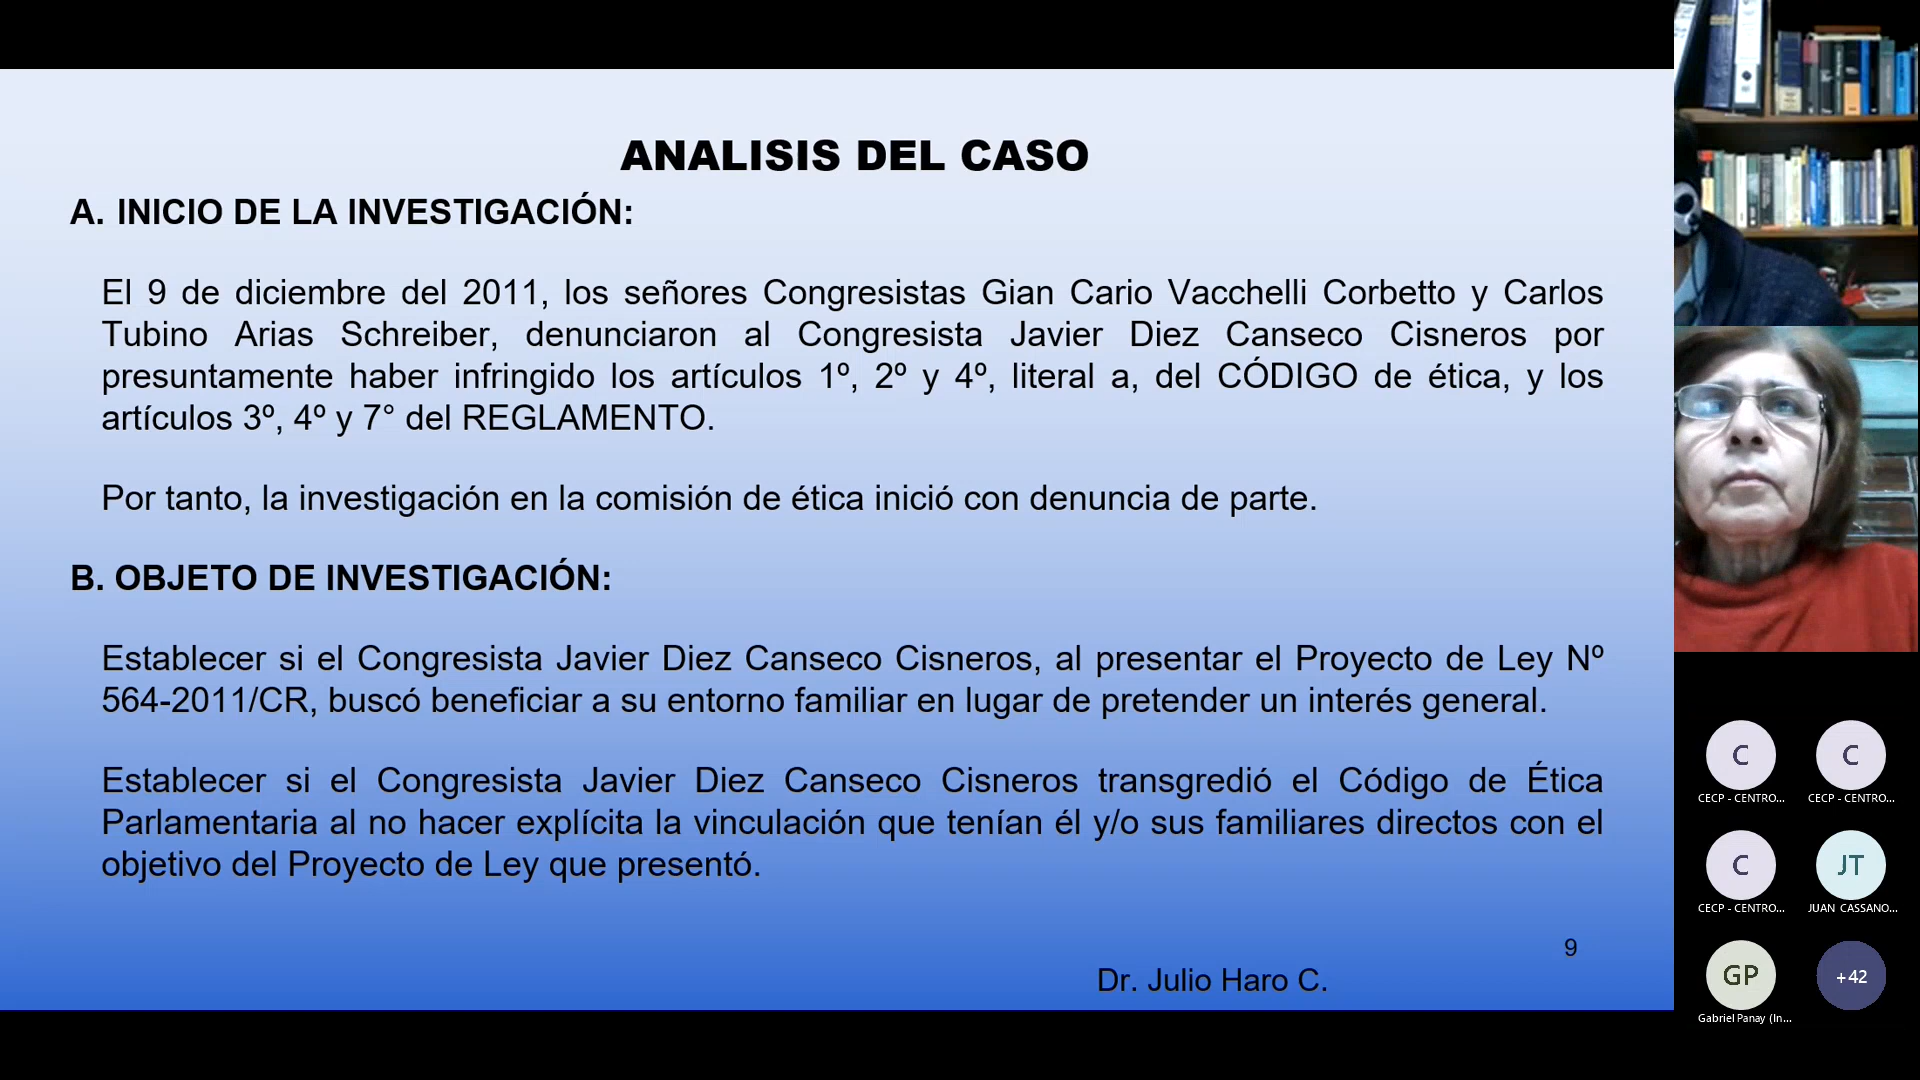 ANALISIS DEL CASO
A. INICIO DE LA INVESTIGACIÓN:
El 9 de diciembre del 2011, los señores Congresistas Gian Cario Vacchelli Corbetto y Carlos
Tubino Arias Schreiber, denunciaron al Congresista Javier Diez Canseco Cisneros por
presuntamente haber infringido los artículos 1º, 2º y 4º, literal a, del CÓDIGO de ética, y los
artículos 3º, 4º y 7° del REGLAMENTO.
Por tanto, la investigación en la comisión de ética inició con denuncia de parte.
B. OBJETO DE INVESTIGACIÓN:
Establecer si el Congresista Javier Diez Canseco Cisneros, al presentar el Proyecto de Ley Nº
564-2011/CR, buscó beneficiar a su entorno familiar en lugar de pretender un interés general.
Establecer si el Congresista Javier Diez Canseco Cisneros transgredió el Código de Ética
Parlamentaria al no hacer explícita la vinculación que tenían él y/o sus familiares directos con el
objetivo del Proyecto de Ley que presentó.
9
Dr. Julio Haro C.
C
C
CECP - CENTRO...
CECP - CENTRO...
C
JT
CECP - CENTRO...
JUAN CASSANO...
GP
+42
Gabriel Panay (In...